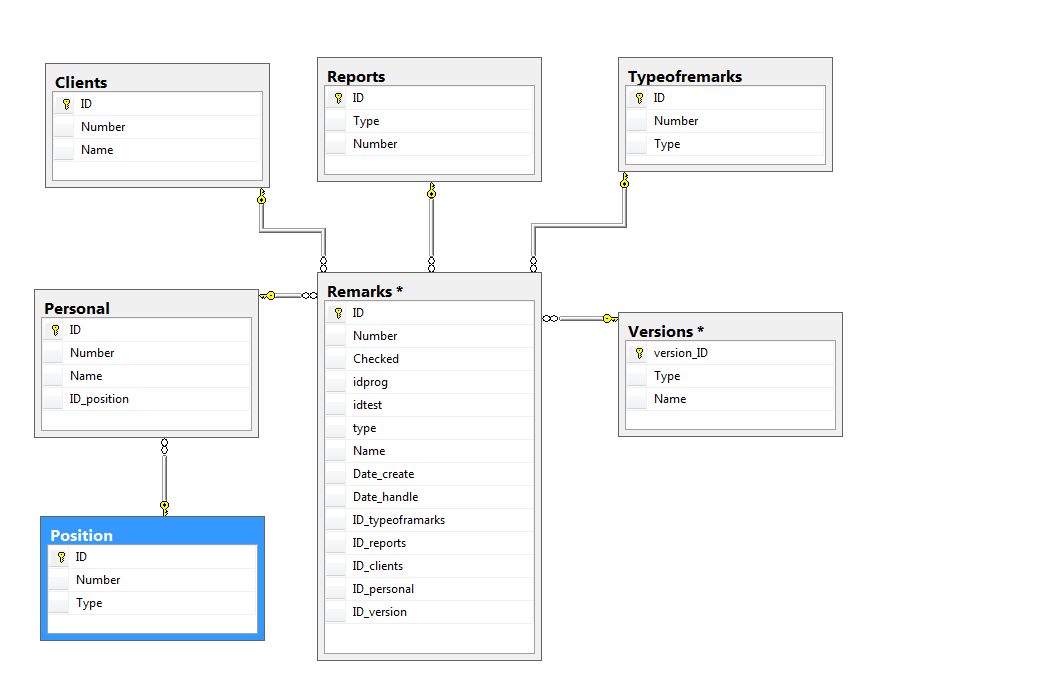 Clients
ID
Number
Name
Reports
ID
Type
Number
Typeofremarks
ID
Number
Type
Personal
ID
Number
Name
ID_position
Remarks *
ID
Number
Checked
idprog
idtest
type
Name
Date_create
Date_handle
ID_typeoframarks
ID_reports
ID_clients
ID_personal
ID_version
Versions *
version_ID
Type
Name
Position
ID
Number
Type